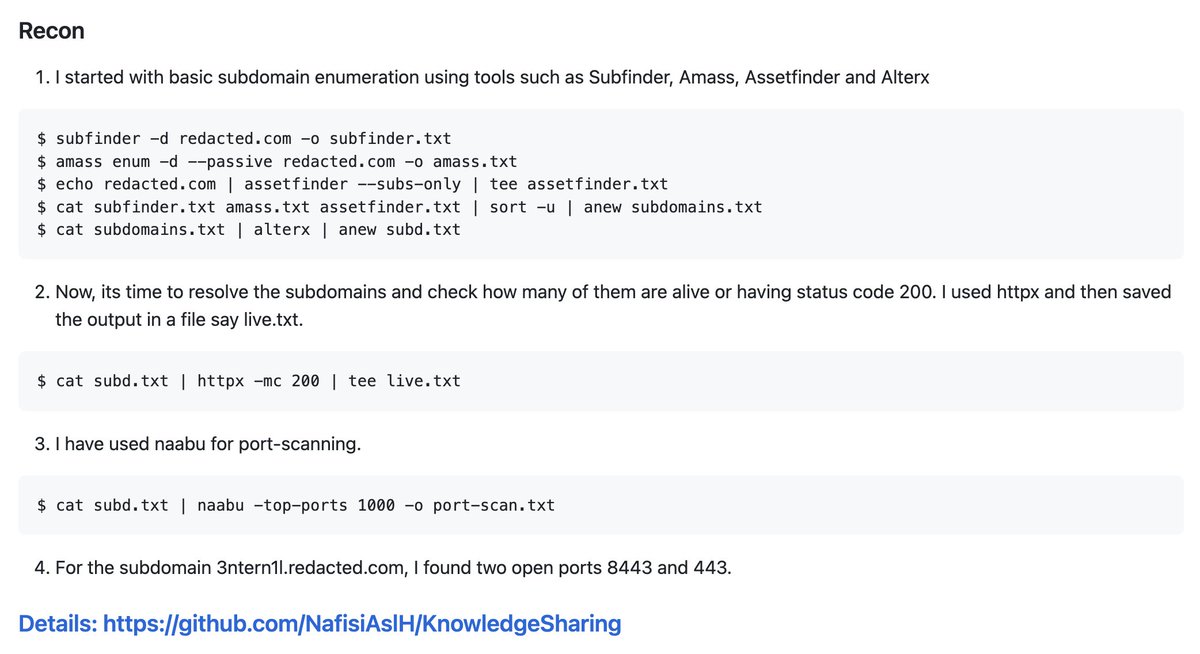 Recon
1. I started with basic subdomain enumeration using tools such as Subfinder, Amass, Assetfinder and Alterx
$ subfinder -d redacted.com -o subfinder.txt
$ amass enum -d --passive redacted.com -o amass.txt
$ echo redacted.com | assetfinder --subs-only | tee assetfinder.txt
$ cat subfinder.txt amass.txt assetfinder.txt | sort -u | anew subdomains.txt
$ cat subdomains.txt | alterx | anew subd.txt
2. Now, its time to resolve the subdomains and check how many of them are alive or having status code 200. I used httpx and then saved
the output in a file say live.txt.
$ cat subd.txt | httpx -mc 200 | tee live.txt
3. I have used naabu for port-scanning.
$ cat subd.txt | naabu -top-ports 1000 -o port-scan.txt
4. For the subdomain 3ntern1l.redacted.com, I found two open ports 8443 and 443.
Details: https://github.com/NafisiAslH/KnowledgeSharing